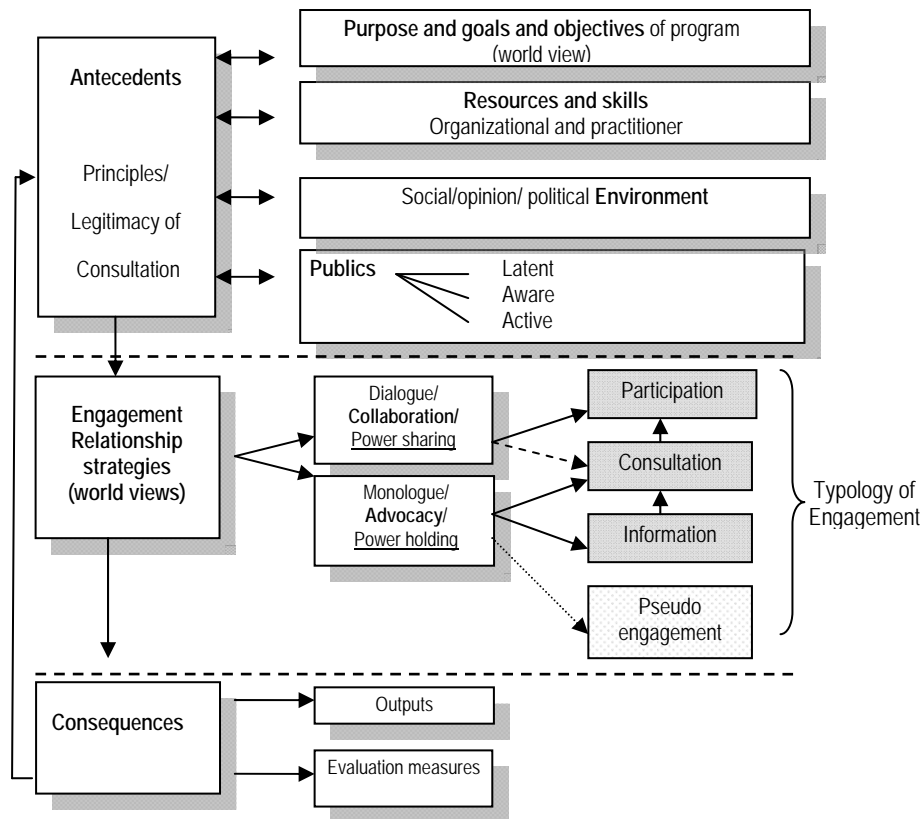 Antecedents
Principles/
Legitimacy of
Consultation
Purpose and goals and objectives of program
(world view)
Resources and skills
Organizational and practitioner
Social/opinion/ political Environment
Publics
Latent
Aware
Active
Engagement
Relationship
strategies
(world views)
Dialogue/
Collaboration/
Power sharing
Monologue/
Advocacy/
Power holding
Participation
Consultation
Information
Pseudo
engagement
Typology of
Engagement
Consequences
Outputs
Evaluation measures